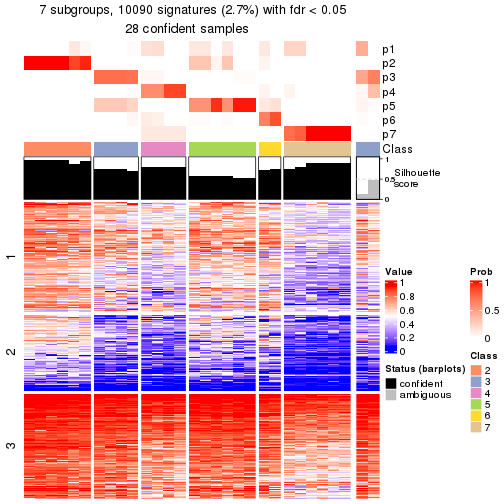 7 subgroups, 10090 signatures (2.7%) with fdr < 0.05
28 confident samples
p1
p2
p3
p4
p5
p6
p7
Class
1
0.5
0
Silhouette
score
1
2
3
Value
1
0.8
0.6
0.4
0.2
0
Status (barplots)
confident
ambiguous
Prob
1
0.5
0
Class
2
3
4
5
6
7